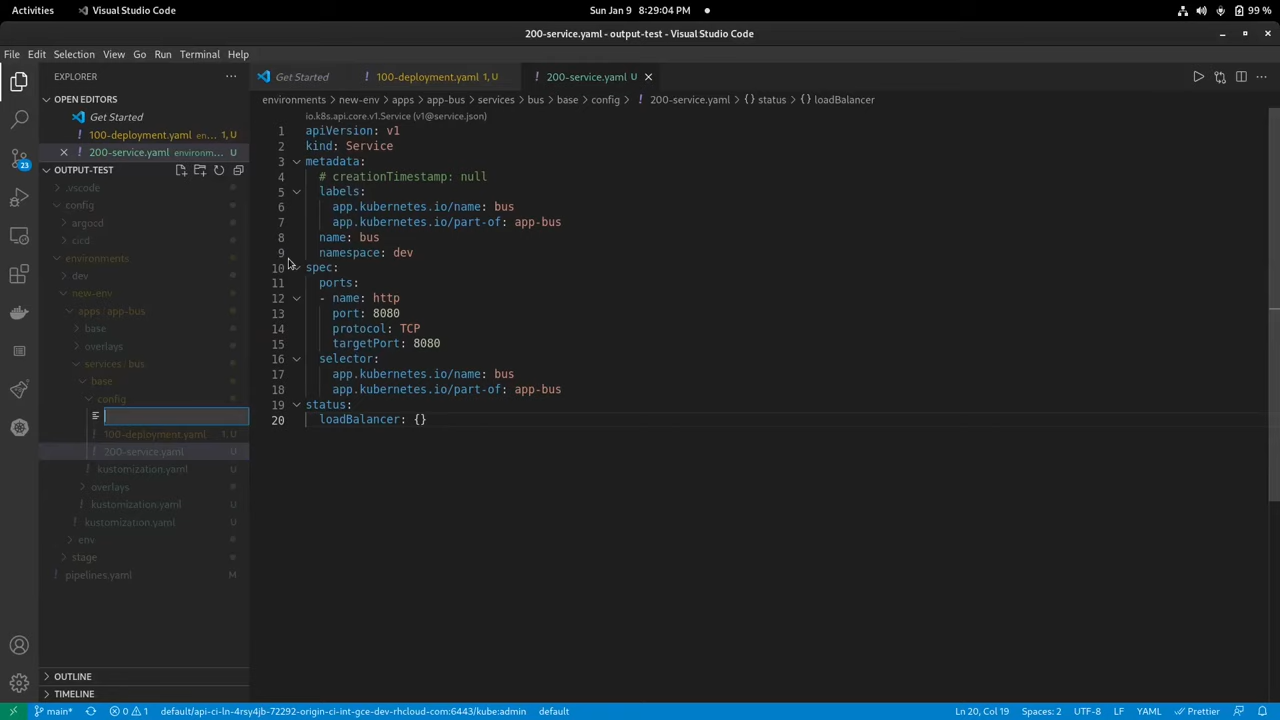 Activities Visual Studio Code Sun Jan 9 8:29:04 PM 99 %
200-service.yaml - output-test - Visual Studio Code
File Edit Selection View Go Run Terminal Help
EXPLORER
OPEN EDITORS
Get Started
100-deployment.yaml en... 1, U
200-service.yaml environm... U
OUTPUT-TEST
.vscode
config
argocd
cicd
environments
dev
new-env
apps / app-bus
base
overlays
services / bus
base
config
100-deployment.yaml 1, U
200-service.yaml U
kustomization.yaml U
overlays
kustomization.yaml U
kustomization.yaml U
env
stage
pipelines.yaml M
OUTLINE
TIMELINE
23
Get Started 100-deployment.yaml 1, U 200-service.yaml U
environments > new-env > apps > app-bus > services > bus > base > config > 200-service.yaml > {} status > {} loadBalancer
io.k8s.api.core.v1.Service (v1@service.json)
1 apiVersion: v1
2 kind: Service
3 metadata:
4 # creationTimestamp: null
5 labels:
6 app.kubernetes.io/name: bus
7 app.kubernetes.io/part-of: app-bus
8 name: bus
9 namespace: dev
10 spec:
11 ports:
12 - name: http
13 port: 8080
14 protocol: TCP
15 targetPort: 8080
16 selector:
17 app.kubernetes.io/name: bus
18 app.kubernetes.io/part-of: app-bus
19 status:
20 loadBalancer: {}
main* 0 1 default/api-ci-ln-4rsy4jb-72292-origin-ci-int-gce-dev-rhcloud-com:6443/kube:admin default Ln 20, Col 19 Spaces: 2 UTF-8 LF YAML Prettier